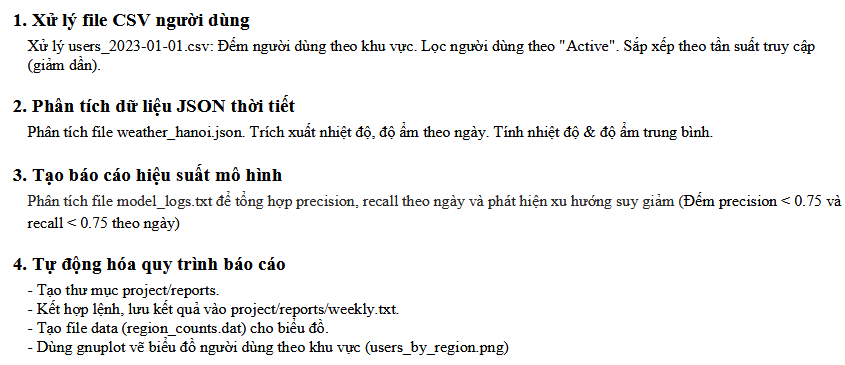 1. Xử lý file CSV người dùng
Xử lý users_2023-01-01.csv: Đếm người dùng theo khu vực. Lọc người dùng theo "Active". Sắp xếp theo tần suất truy cập
(giảm dần).
2. Phân tích dữ liệu JSON thời tiết
Phân tích file weather_hanoi.json. Trích xuất nhiệt độ, độ ẩm theo ngày. Tính nhiệt độ & độ ẩm trung bình.
3. Tạo báo cáo hiệu suất mô hình
Phân tích file model_logs.txt để tổng hợp precision, recall theo ngày và phát hiện xu hướng suy giảm (Đếm precision < 0.75 và
recall < 0.75 theo ngày)
4. Tự động hóa quy trình báo cáo
- Tạo thư mục project/reports.
- Kết hợp lệnh, lưu kết quả vào project/reports/weekly.txt.
- Tạo file data (region_counts.dat) cho biểu đồ.
- Dùng gnuplot vẽ biểu đồ người dùng theo khu vực (users_by_region.png)